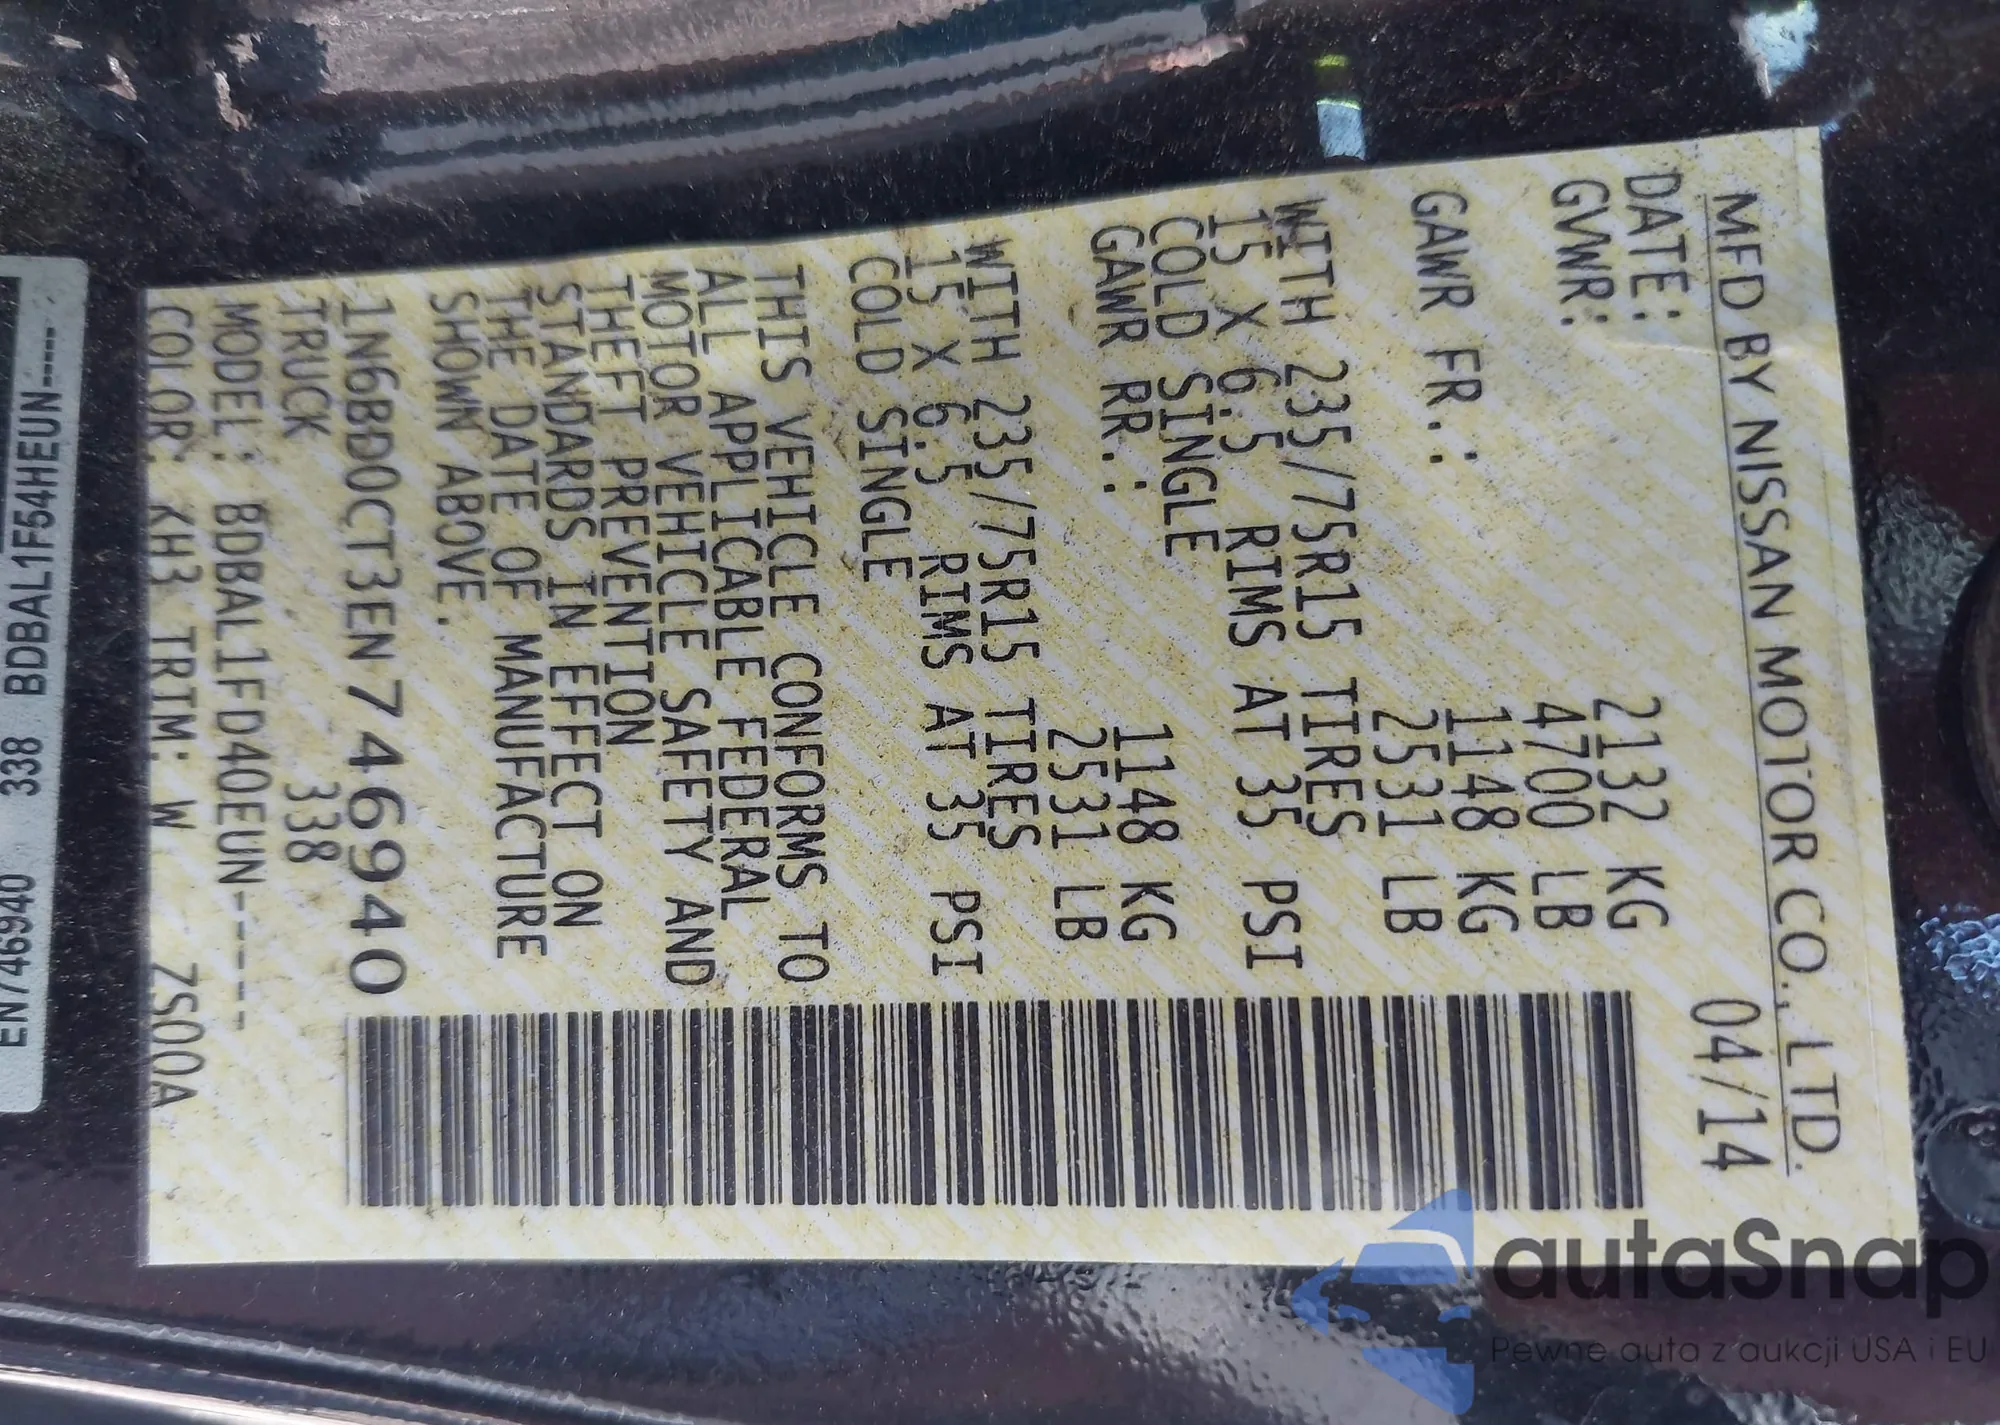 MFD BY NISSAN MOTOR CO., LTD.
DATE: 04/14
GVWR: 2132 KG
4700 LB
GAWR FR.: 1148 KG
2531 LB
WITH 235/75R15 TIRES
15 X 6.5 RIMS AT 35 PSI
COLD SINGLE
GAWR RR.: 1148 KG
2531 LB
WITH 235/75R15 TIRES
15 X 6.5 RIMS AT 35 PSI
COLD SINGLE
THIS VEHICLE CONFORMS TO
ALL APPLICABLE FEDERAL
MOTOR VEHICLE SAFETY AND
THEFT PREVENTION
STANDARDS IN EFFECT ON
THE DATE OF MANUFACTURE
SHOWN ABOVE.
1N6BD0CT3EN746940
TRUCK 338
MODEL: BDBAL1FD40EUN-----
COLOR: KH3 TRIM: W ZS00A
EN746940 338 BDBAL1F54HEUN-----
autaSnap
Pewne auta z aukcji USA i EU